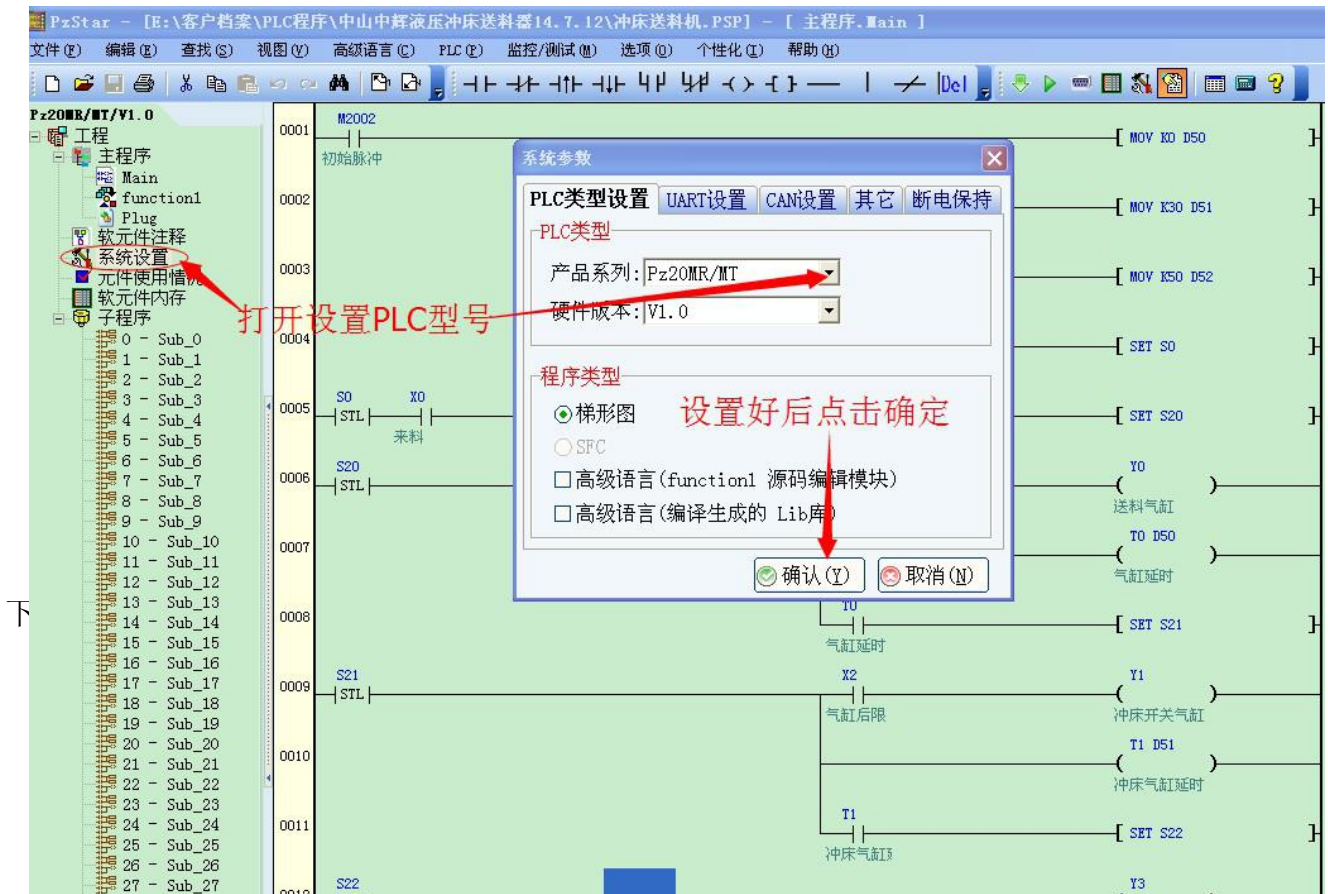 PzStar - [E:\客户档案\PLC程序\中山中辉液压冲床送料器14.7.12\冲床送料机.PSP] - [ 主程序.Main ]
文件(F) 编辑(E) 查找(S) 视图(V) 高级语言(C) PLC(P) 监控/测试(M) 选项(O) 个性化(I) 帮助(H)
Del
Pz20MR/MT/V1.0
工程
主程序
Main
function1
Plug
软元件注释
系统设置
元件使用情况
软元件内存
子程序
0 - Sub_0
1 - Sub_1
2 - Sub_2
3 - Sub_3
4 - Sub_4
5 - Sub_5
6 - Sub_6
7 - Sub_7
8 - Sub_8
9 - Sub_9
10 - Sub_10
11 - Sub_11
12 - Sub_12
13 - Sub_13
14 - Sub_14
15 - Sub_15
16 - Sub_16
17 - Sub_17
18 - Sub_18
19 - Sub_19
20 - Sub_20
21 - Sub_21
22 - Sub_22
23 - Sub_23
24 - Sub_24
25 - Sub_25
26 - Sub_26
27 - Sub_27
下
打开设置PLC型号
0001 M2002 MOV K0 D50
初始脉冲
0002 MOV K30 D51
0003 MOV K50 D52
0004 SET S0
0005 S0 STL X0 SET S20
来料
0006 S20 STL Y0
送料气缸
0007 T0 D50
气缸延时
0008 T0 SET S21
气缸延时
0009 S21 STL X2 Y1
气缸后限 冲床开关气缸
0010 T1 D51
冲床气缸延时
0011 T1 SET S22
冲床气缸
S22 Y3
系统参数
PLC类型设置 UART设置 CAN设置 其它 断电保持
PLC类型
产品系列: Pz20MR/MT
硬件版本: V1.0
程序类型
梯形图
设置好后点击确定
SFC
高级语言(function1 源码编辑模块)
高级语言(编译生成的 Lib库)
确认(Y) 取消(N)